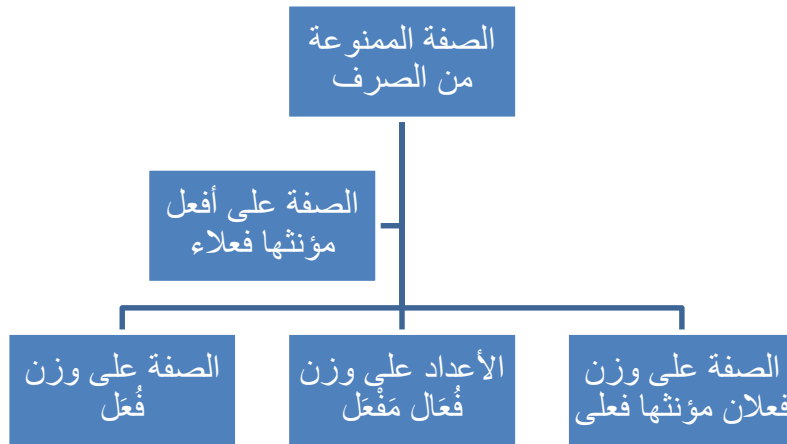 الصفة الممنوعة
من الصرف
الصفة على أفعل
مؤنثها فعلاء
الصفة على وزن
فعلان مؤنثها فعلى
الأعداد على وزن
فُعَال مَفْعَل
الصفة على وزن
فُعَل